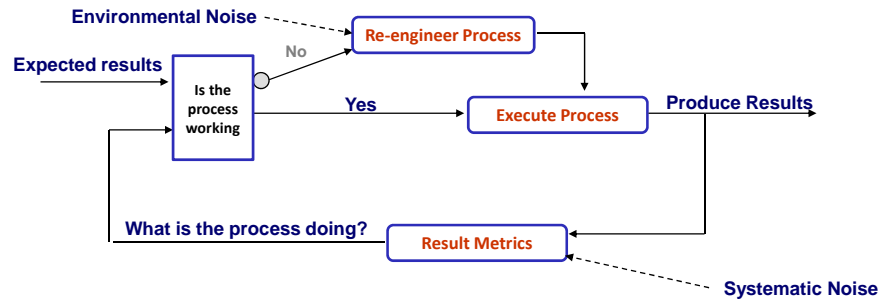 Environmental Noise
Re-engineer Process
No
Expected results
Is the
process
working
Yes
Execute Process
Produce Results
What is the process doing?
Result Metrics
Systematic Noise